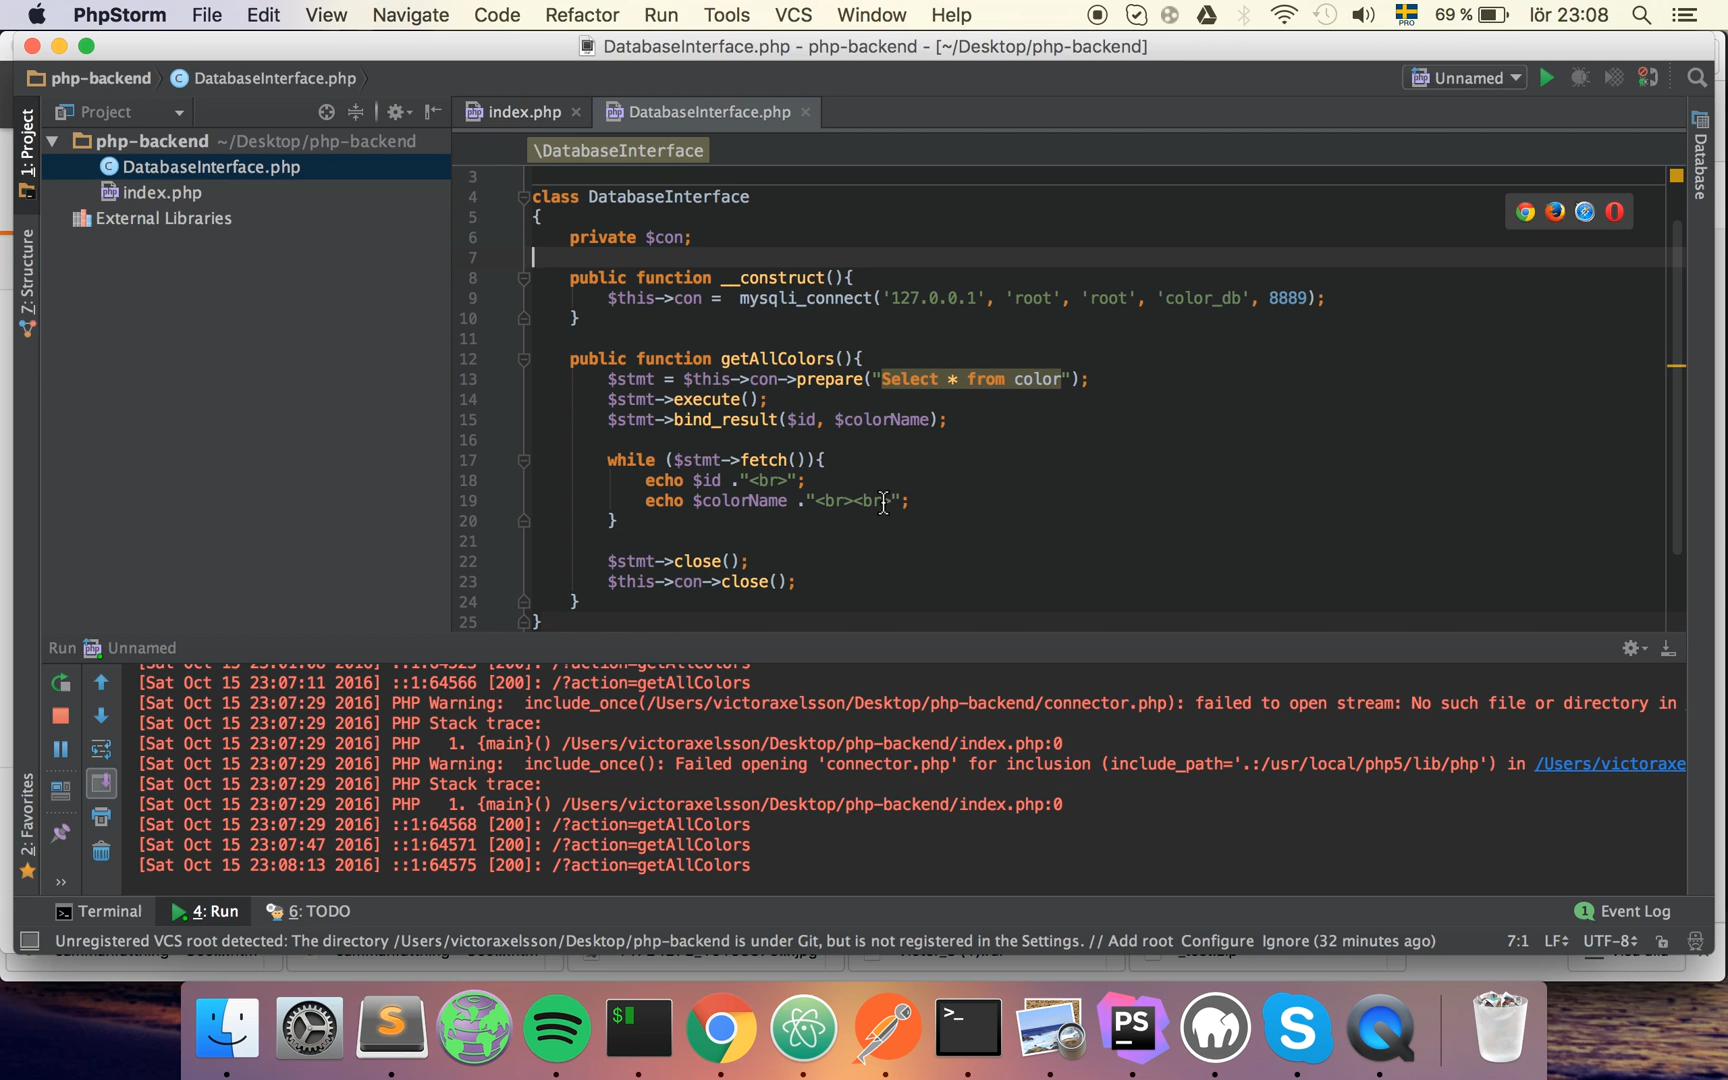 PhpStorm File Edit View Navigate Code Refactor Run Tools VCS Window Help PRO 69 % lör 23:08
DatabaseInterface.php - php-backend - [~/Desktop/php-backend]
php-backend DatabaseInterface.php Unnamed
Project index.php DatabaseInterface.php
1: Project
7: Structure
2: Favorites
Database
php-backend ~/Desktop/php-backend
DatabaseInterface.php
index.php
External Libraries
\DatabaseInterface
3
4 class DatabaseInterface
5 {
6 private $con;
7
8 public function __construct(){
9 $this->con = mysqli_connect('127.0.0.1', 'root', 'root', 'color_db', 8889);
10 }
11
12 public function getAllColors(){
13 $stmt = $this->con->prepare("Select * from color");
14 $stmt->execute();
15 $stmt->bind_result($id, $colorName);
16
17 while ($stmt->fetch()){
18 echo $id ."<br>";
19 echo $colorName ."<br><br>";
20 }
21
22 $stmt->close();
23 $this->con->close();
24 }
25 }
Run Unnamed
[Sat Oct 15 23:07:11 2016] ::1:64566 [200]: /?action=getAllColors
[Sat Oct 15 23:07:29 2016] PHP Warning: include_once(/Users/victoraxelsson/Desktop/php-backend/connector.php): failed to open stream: No such file or directory in
[Sat Oct 15 23:07:29 2016] PHP Stack trace:
[Sat Oct 15 23:07:29 2016] PHP 1. {main}() /Users/victoraxelsson/Desktop/php-backend/index.php:0
[Sat Oct 15 23:07:29 2016] PHP Warning: include_once(): Failed opening 'connector.php' for inclusion (include_path='.:/usr/local/php5/lib/php') in /Users/victoraxe
[Sat Oct 15 23:07:29 2016] PHP Stack trace:
[Sat Oct 15 23:07:29 2016] PHP 1. {main}() /Users/victoraxelsson/Desktop/php-backend/index.php:0
[Sat Oct 15 23:07:29 2016] ::1:64568 [200]: /?action=getAllColors
[Sat Oct 15 23:07:47 2016] ::1:64571 [200]: /?action=getAllColors
[Sat Oct 15 23:08:13 2016] ::1:64575 [200]: /?action=getAllColors
Terminal 4: Run 6: TODO 1 Event Log
Unregistered VCS root detected: The directory /Users/victoraxelsson/Desktop/php-backend is under Git, but is not registered in the Settings. // Add root Configure Ignore (32 minutes ago) 7:1 LF UTF-8
S $ >_ PS S